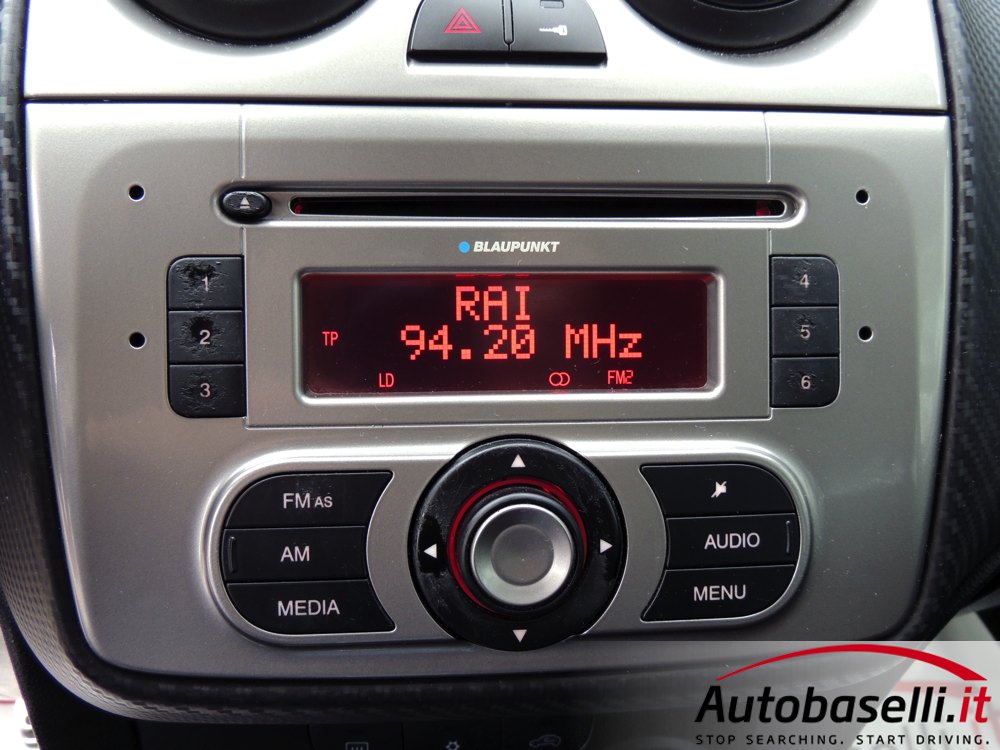 BLAUPUNKT
1
2
3
4
5
6
RAI
TP 94.20 MHz
LD FM2
FM AS
AM
MEDIA
AUDIO
MENU
Autobaselli.it
STOP SEARCHING. START DRIVING.